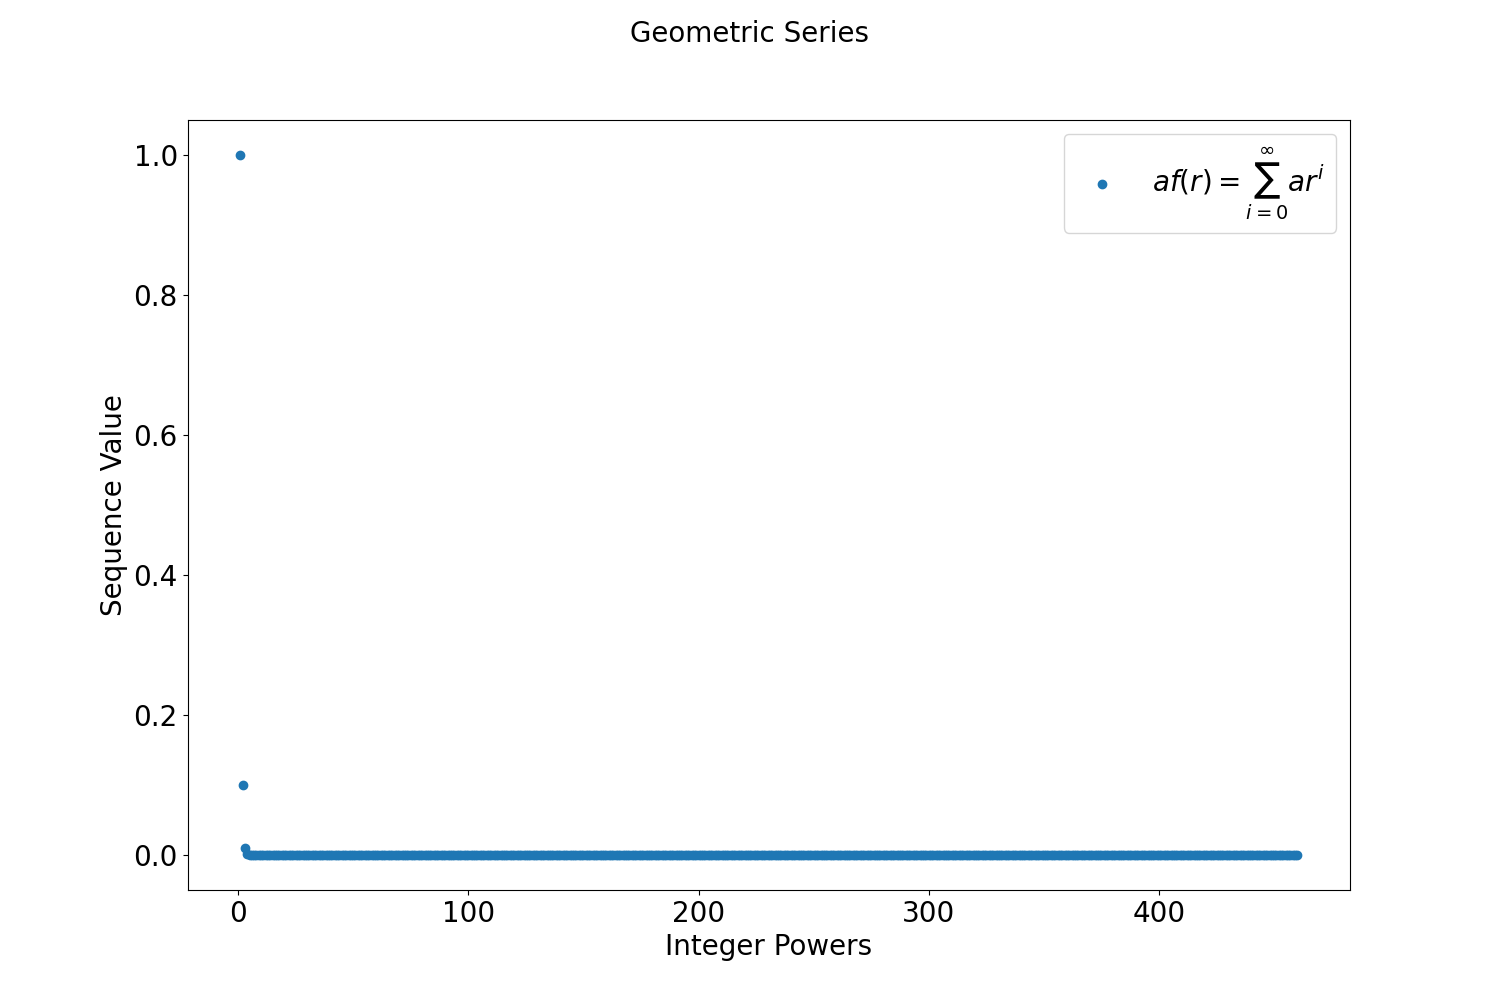 Geometric Series
af(r) = ∑_{i=0}^{∞} ar^i
1.0
0.8
0.6
0.4
0.2
0.0
Sequence Value
0 100 200 300 400
Integer Powers